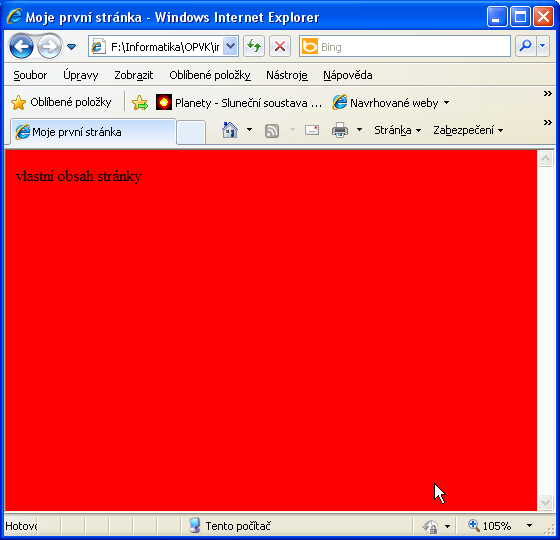 Moje první stránka - Windows Internet Explorer
F:\Informatika\OPVK\ir Bing
Soubor Úpravy Zobrazit Oblíbené položky Nástroje Nápověda
Oblíbené položky Planety - Sluneční soustava ... Navrhované weby
Moje první stránka Stránka Zabezpečení
vlastní obsah stránky
Hotovo Tento počítač 105%